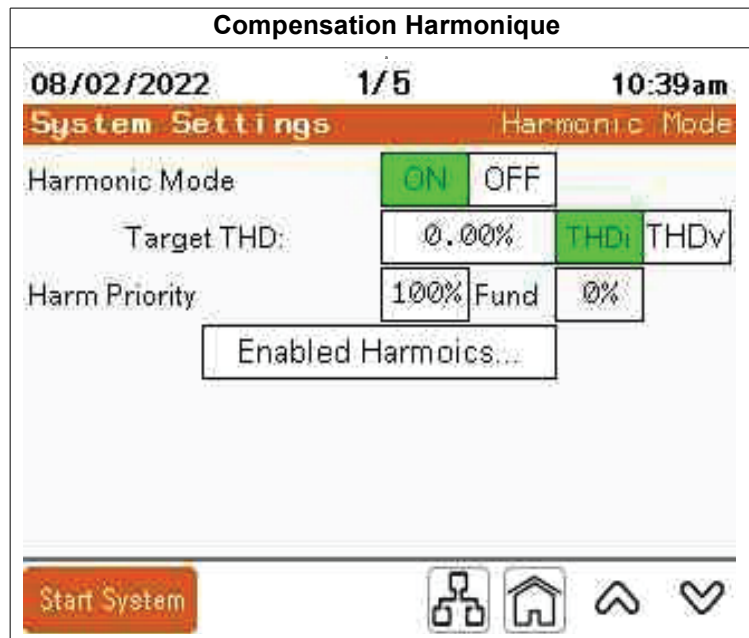 Compensation Harmonique
08/02/2022 1/5 10:39am
System Settings Harmonic Mode
Harmonic Mode ON OFF
Target THD: 0.00% THDi THDv
Harm Priority 100% Fund 0%
Enabled Harmoics...
Start System